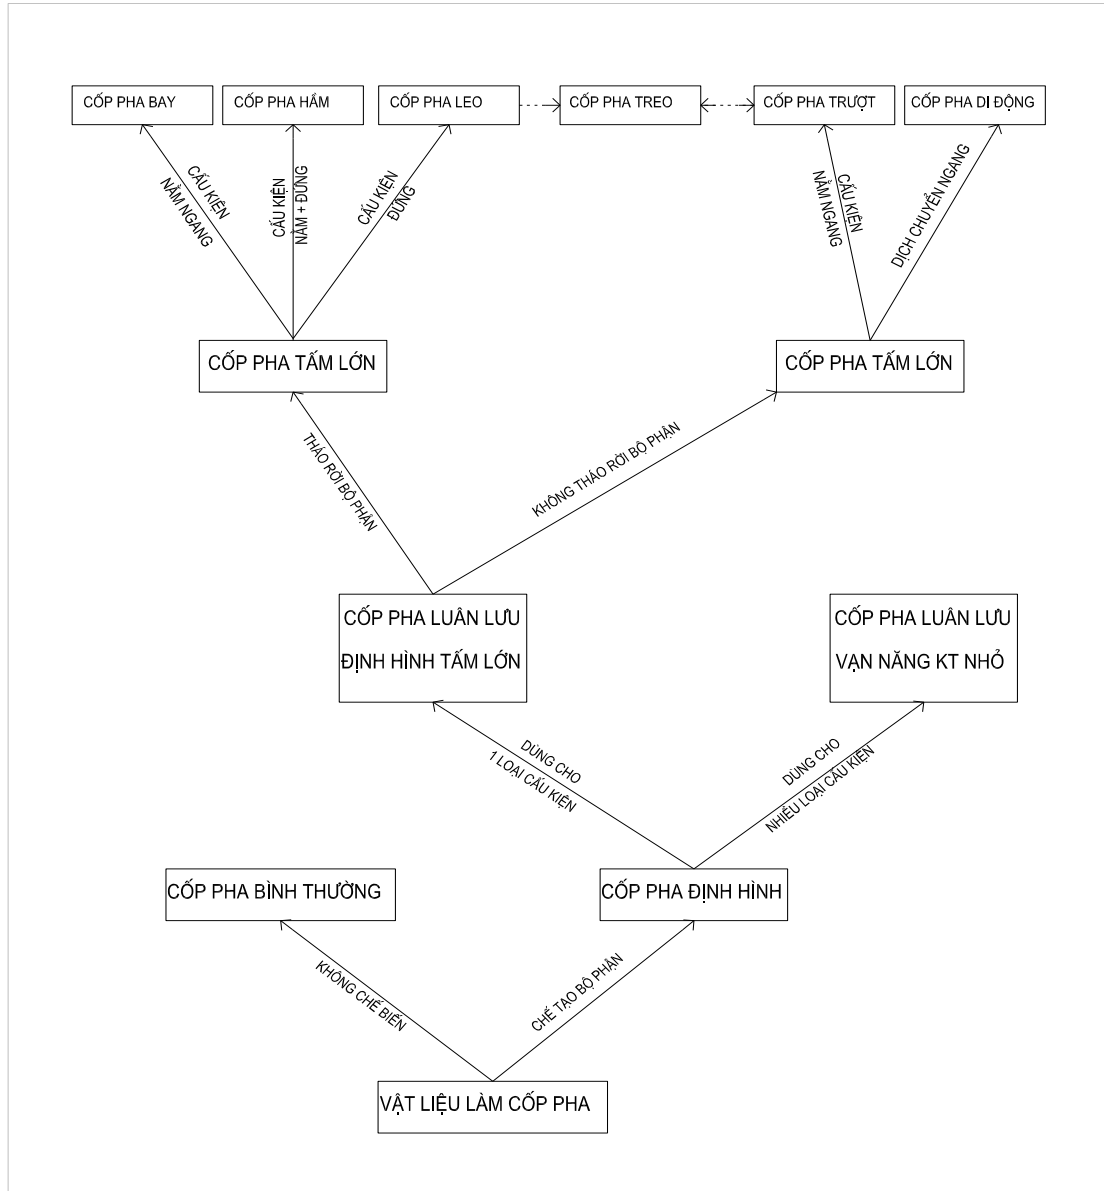 CỐP PHA BAY
CỐP PHA HẦM
CỐP PHA LEO
CỐP PHA TREO
CỐP PHA TRƯỢT
CỐP PHA DI ĐỘNG
CẤU KIỆN
NẰM NGANG
CẤU KIỆN
NẰM + ĐỨNG
CẤU KIỆN
ĐỨNG
CẤU KIỆN
NẰM NGANG
DỊCH CHUYỂN NGANG
CỐP PHA TẤM LỚN
CỐP PHA TẤM LỚN
THÁO RỜI BỘ PHẬN
KHÔNG THÁO RỜI BỘ PHẬN
CỐP PHA LUÂN LƯU
ĐỊNH HÌNH TẤM LỚN
CỐP PHA LUÂN LƯU
VẠN NĂNG KT NHỎ
DÙNG CHO
1 LOẠI CẤU KIỆN
DÙNG CHO
NHIỀU LOẠI CẤU KIỆN
CỐP PHA BÌNH THƯỜNG
CỐP PHA ĐỊNH HÌNH
KHÔNG CHẾ BIẾN
CHẾ TẠO BỘ PHẬN
VẬT LIỆU LÀM CỐP PHA